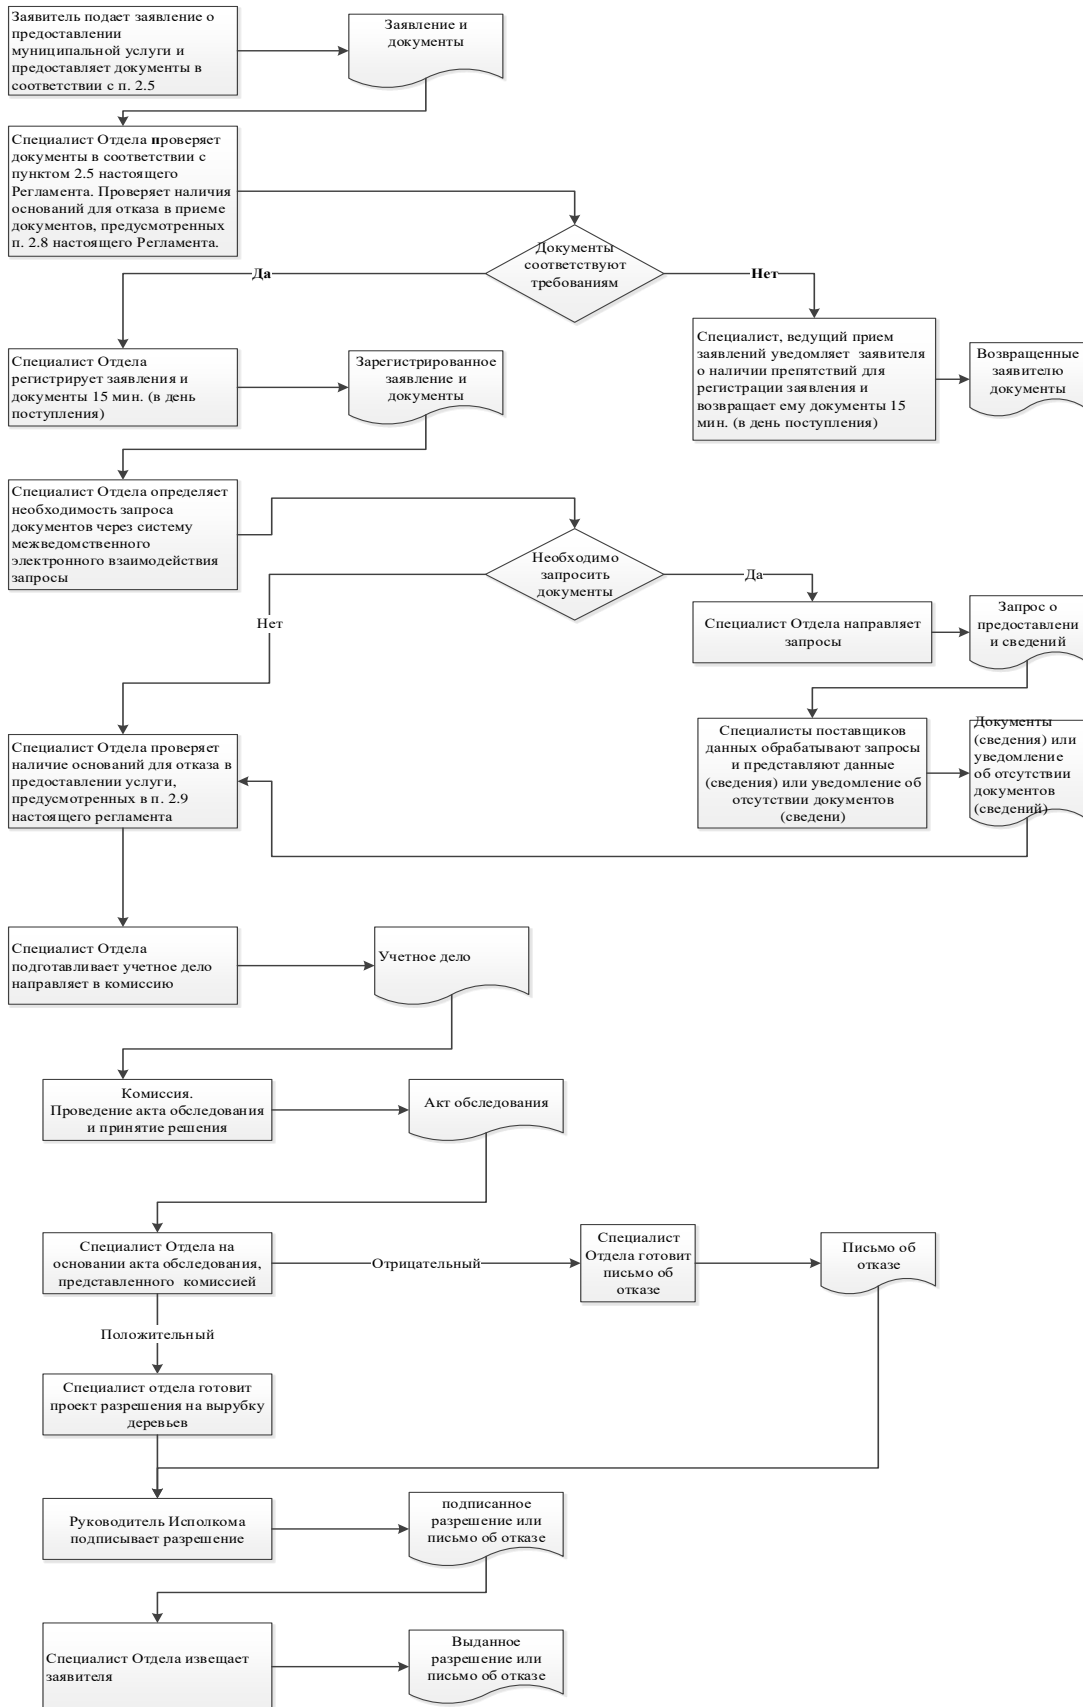 Заявитель подает заявление о
предоставлении
муниципальной услуги и
предоставляет документы в
соответствии с п. 2.5
Заявление и
документы
Специалист Отдела проверяет
документы в соответствии с
пунктом 2.5 настоящего
Регламента. Проверяет наличия
оснований для отказа в приеме
документов, предусмотренных
п. 2.8 настоящего Регламента.
Документы
соответствуют
требованиям
Да
Нет
Специалист Отдела
регистрирует заявления и
документы 15 мин. (в день
поступления)
Зарегистрированное
заявление и
документы
Специалист, ведущий прием
заявлений уведомляет заявителя
о наличии препятствий для
регистрации заявления и
возвращает ему документы 15
мин. (в день поступления)
Возвращенные
заявителю
документы
Специалист Отдела определяет
необходимость запроса
документов через систему
межведомственного
электронного взаимодействия
запросы
Необходимо
запросить
документы
Да
Нет
Специалист Отдела направляет
запросы
Запрос о
предоставлени
и сведений
Специалист Отдела проверяет
наличие оснований для отказа в
предоставлении услуги,
предусмотренных в п. 2.9
настоящего регламента
Специалисты поставщиков
данных обрабатывают запросы
и представляют данные
(сведения) или уведомление об
отсутствии документов
(сведени)
Документы
(сведения) или
уведомление
об отсутствии
документов
(сведений)
Специалист Отдела
подготавливает учетное дело
направляет в комиссию
Учетное дело
Комиссия.
Проведение акта обследования
и принятие решения
Акт обследования
Специалист Отдела на
основании акта обследования,
представленного комиссией
Отрицательный
Специалист
Отдела готовит
письмо об
отказе
Письмо об
отказе
Положительный
Специалист отдела готовит
проект разрешения на вырубку
деревьев
Руководитель Исполкома
подписывает разрешение
подписанное
разрешение или
письмо об отказе
Специалист Отдела извещает
заявителя
Выданное
разрешение или
письмо об отказе